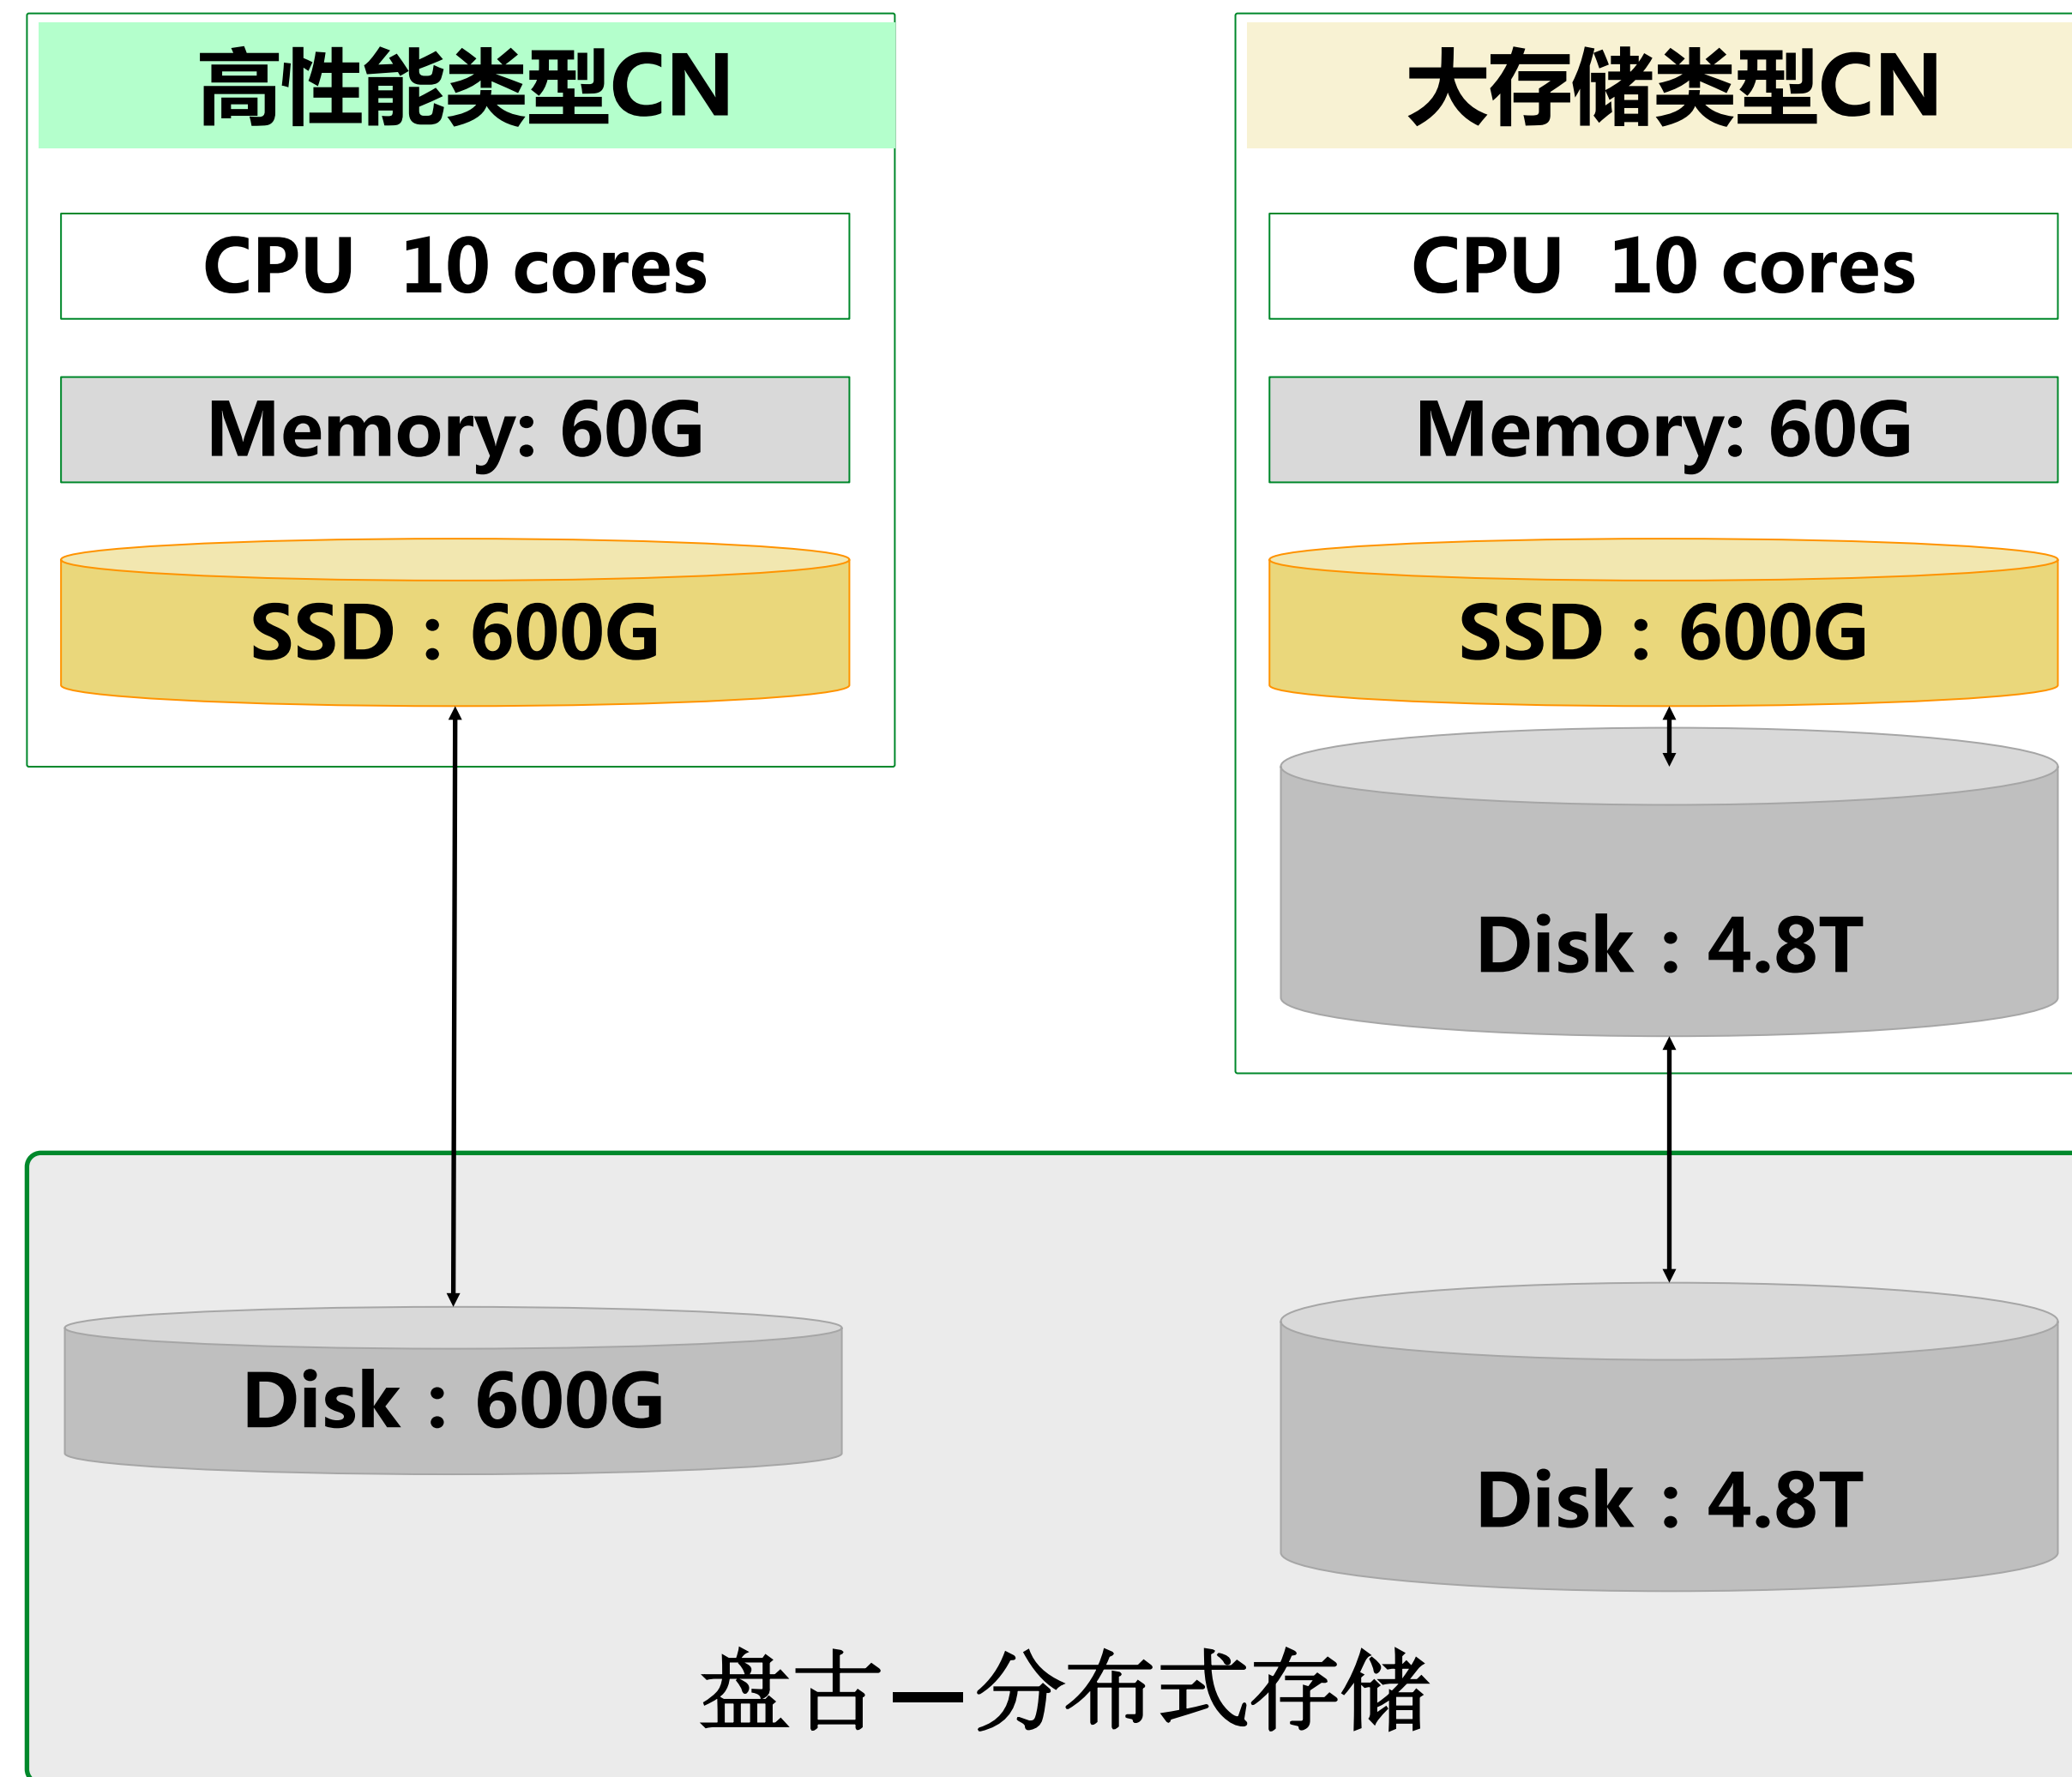 高性能类型CN
CPU  10 cores
Memory: 60G
SSD : 600G
大存储类型CN
CPU  10 cores
Memory: 60G
SSD : 600G
Disk : 4.8T
Disk : 600G
Disk : 4.8T
盘古—分布式存储